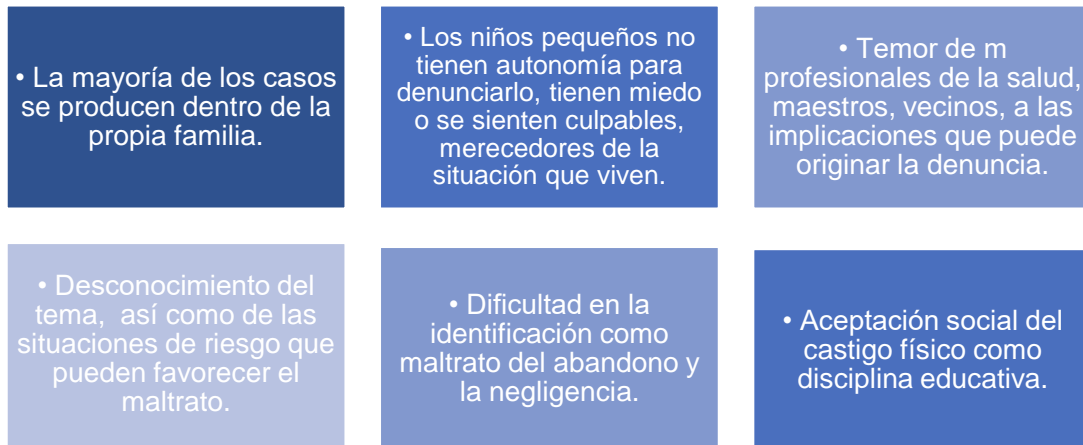 • La mayoría de los casos
se producen dentro de la
propia familia.
• Los niños pequeños no
tienen autonomía para
denunciarlo, tienen miedo
o se sienten culpables,
merecedores de la
situación que viven.
• Temor de m
profesionales de la salud,
maestros, vecinos, a las
implicaciones que puede
originar la denuncia.
• Desconocimiento del
tema, así como de las
situaciones de riesgo que
pueden favorecer el
maltrato.
• Dificultad en la
identificación como
maltrato del abandono y
la negligencia.
• Aceptación social del
castigo físico como
disciplina educativa.